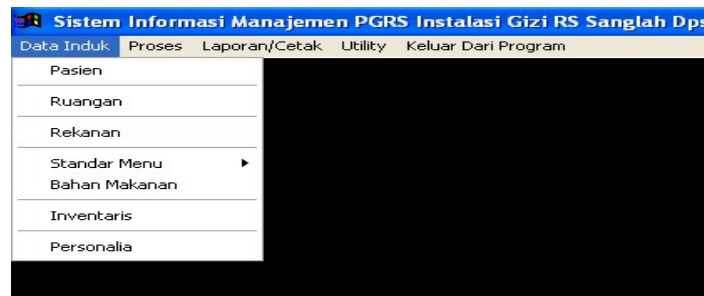 Sistem Informasi Manajemen PGRS Instalasi Gizi RS Sanglah Dps
Data Induk Proses Laporan/Cetak Utility Keluar Dari Program
Pasien
Ruangan
Rekanan
Standar Menu
Bahan Makanan
Inventaris
Personalia